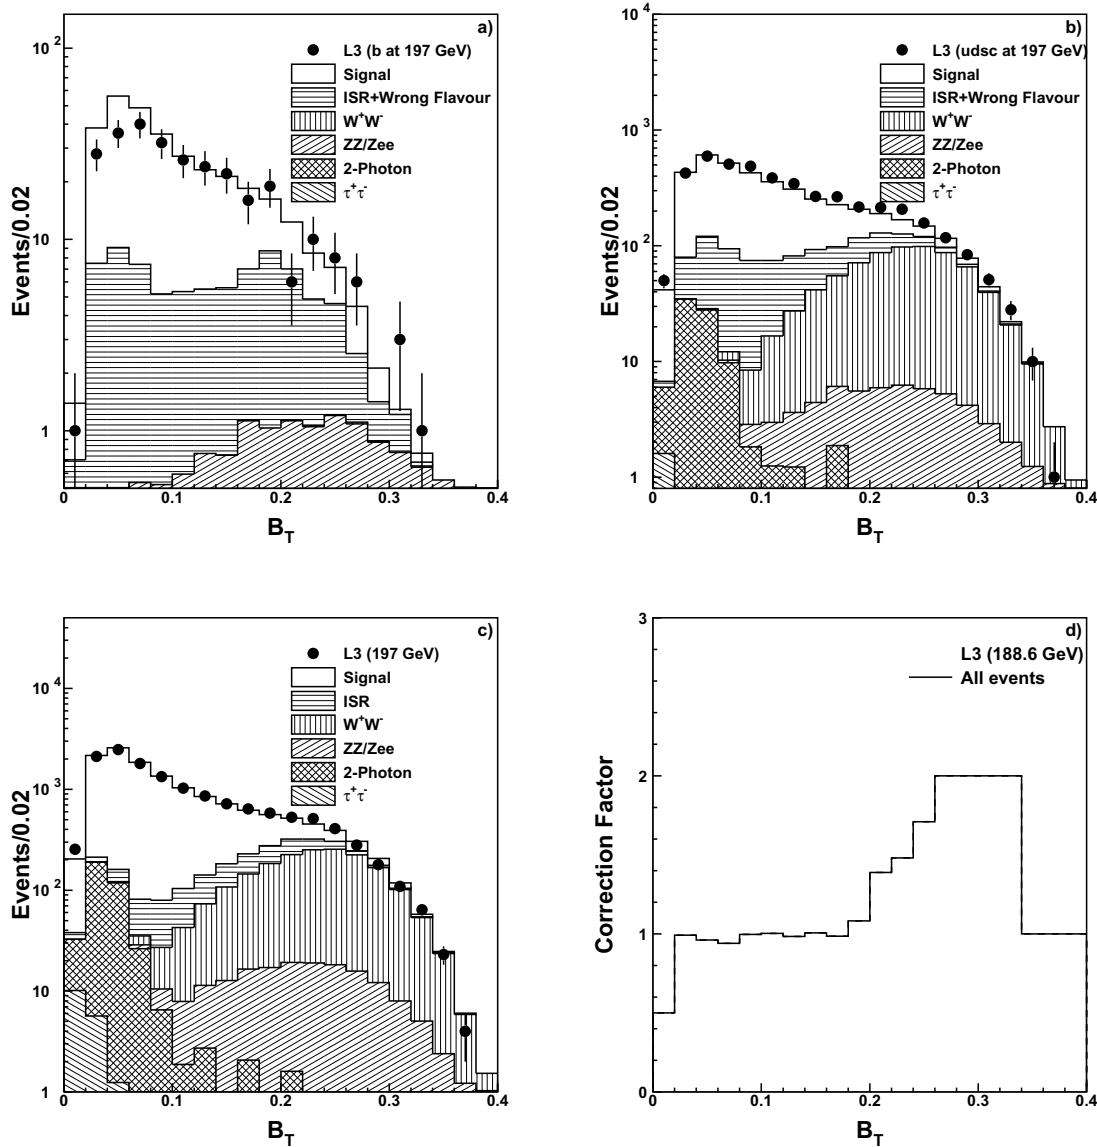 a)
L3 (b at 197 GeV)
Signal
ISR+Wrong Flavour
W⁺W⁻
ZZ/Zee
2-Photon
τ⁺τ⁻
Events/0.02
10²
10
1
0 0.1 0.2 0.3 0.4
B_T
b)
L3 (udsc at 197 GeV)
Signal
ISR+Wrong Flavour
W⁺W⁻
ZZ/Zee
2-Photon
τ⁺τ⁻
Events/0.02
10⁴
10³
10²
10
1
0 0.1 0.2 0.3 0.4
B_T
c)
L3 (197 GeV)
Signal
ISR
W⁺W⁻
ZZ/Zee
2-Photon
τ⁺τ⁻
Events/0.02
10⁴
10³
10²
10
1
0 0.1 0.2 0.3 0.4
B_T
d)
L3 (188.6 GeV)
All events
Correction Factor
3
2
1
0
0 0.1 0.2 0.3 0.4
B_T